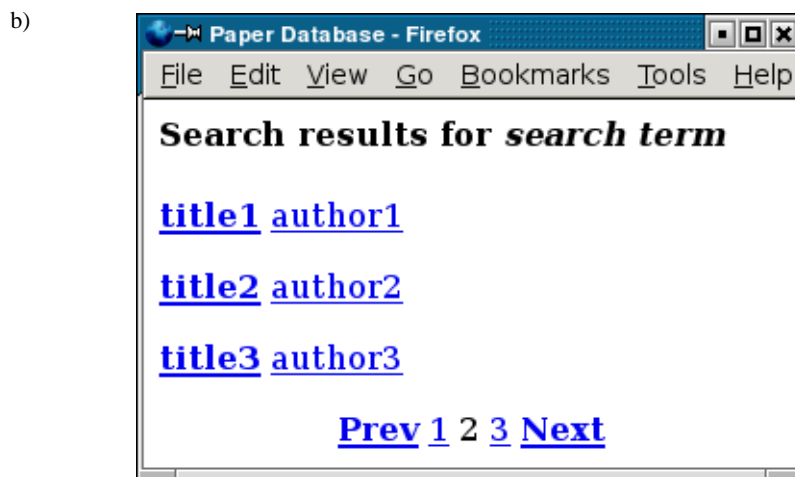 b)
Paper Database - Firefox
File Edit View Go Bookmarks Tools Help
Search results for search term
title1 author1
title2 author2
title3 author3
Prev 1 2 3 Next